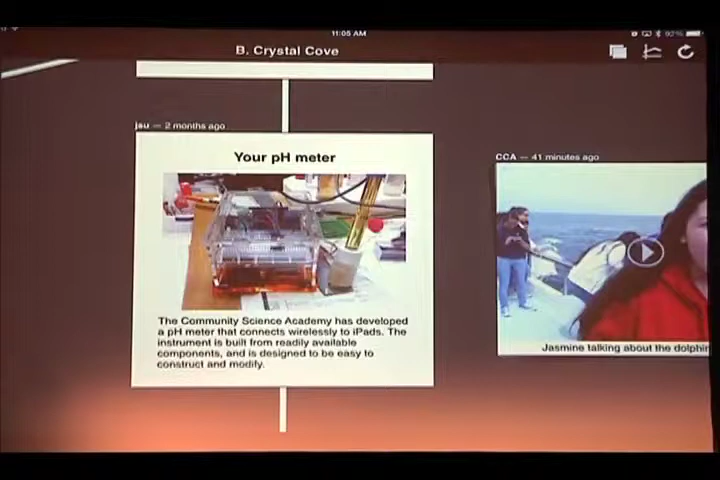 11:05 AM
92%
B. Crystal Cove
jsu — 2 months ago
Your pH meter
The Community Science Academy has developed
a pH meter that connects wirelessly to iPads. The
instrument is built from readily available
components, and is designed to be easy to
construct and modify.
CCA — 41 minutes ago
Jasmine talking about the dolphin